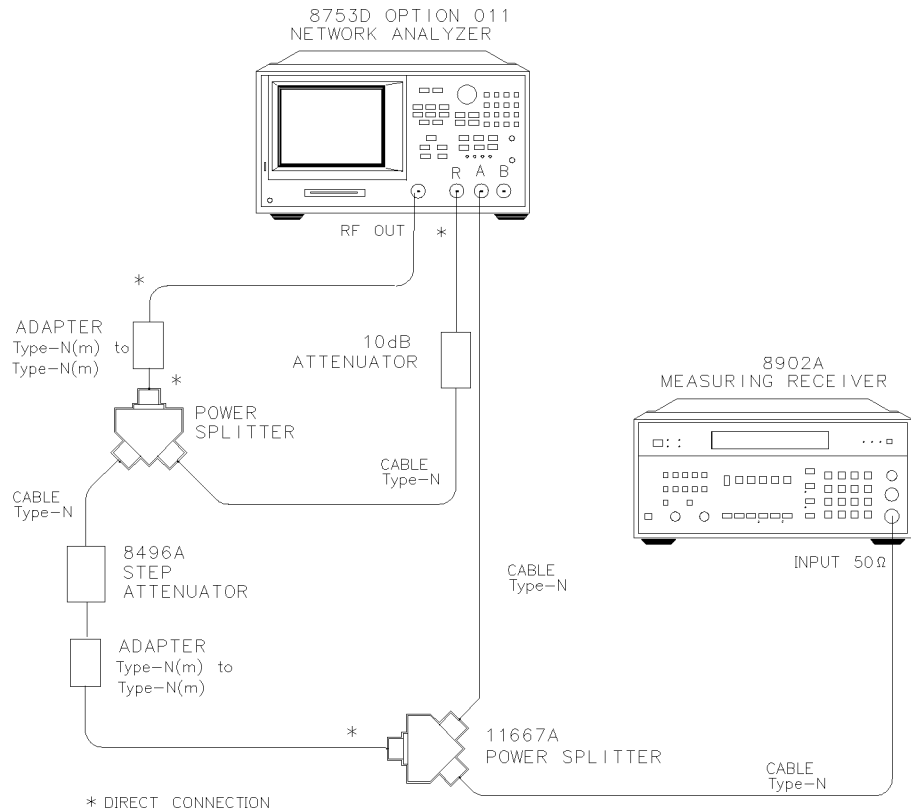 8753D OPTION 011
NETWORK ANALYZER
R A B
RF OUT
*
*
ADAPTER
Type-N(m) to
Type-N(m)
10dB
ATTENUATOR
*
8902A
MEASURING RECEIVER
POWER
SPLITTER
CABLE
Type-N
CABLE
Type-N
8496A
STEP
ATTENUATOR
INPUT 50Ω
CABLE
Type-N
ADAPTER
Type-N(m) to
Type-N(m)
*
11667A
POWER SPLITTER
CABLE
Type-N
* DIRECT CONNECTION